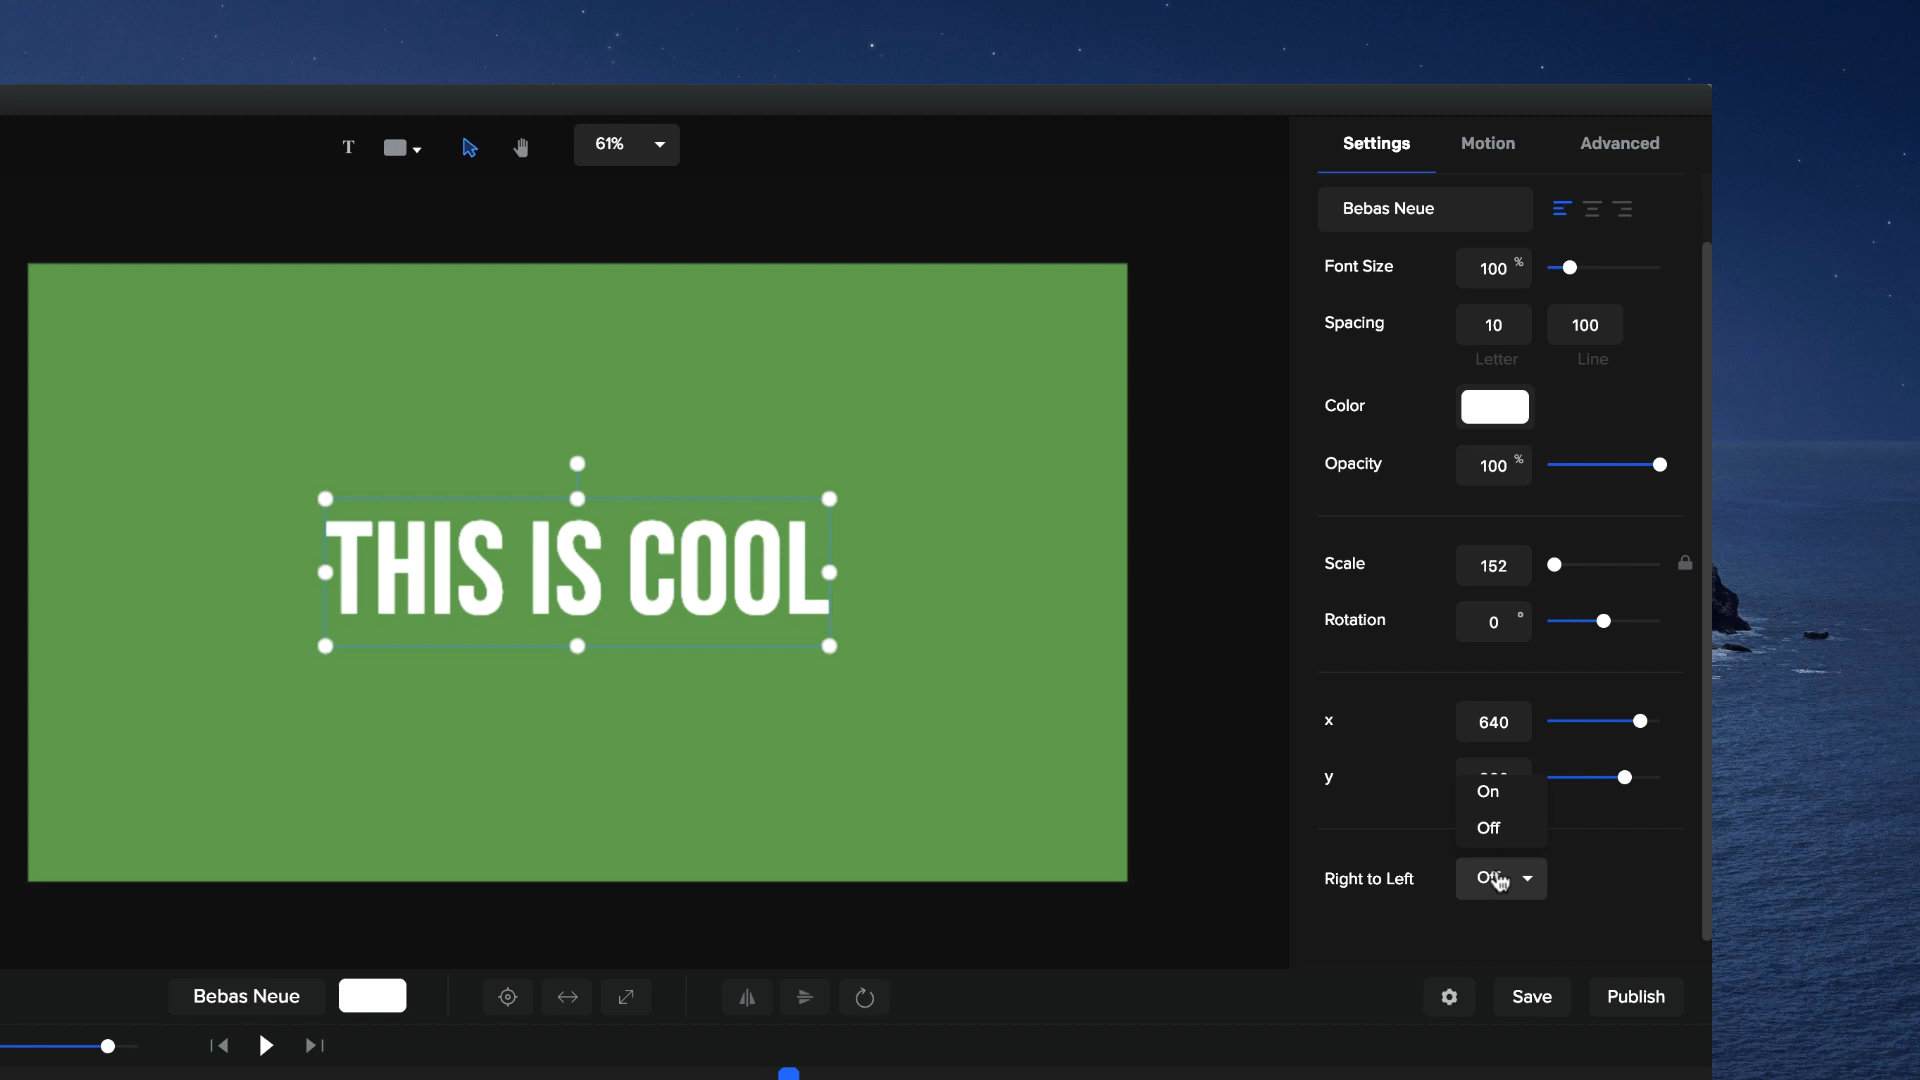 T
61%
Settings
Motion
Advanced
Bebas Neue
Font Size
100 %
Spacing
10
100
Letter
Line
Color
Opacity
100 %
THIS IS COOL
Scale
152
Rotation
0 °
x
640
y
On
Off
Right to Left
Off
Bebas Neue
Save
Publish